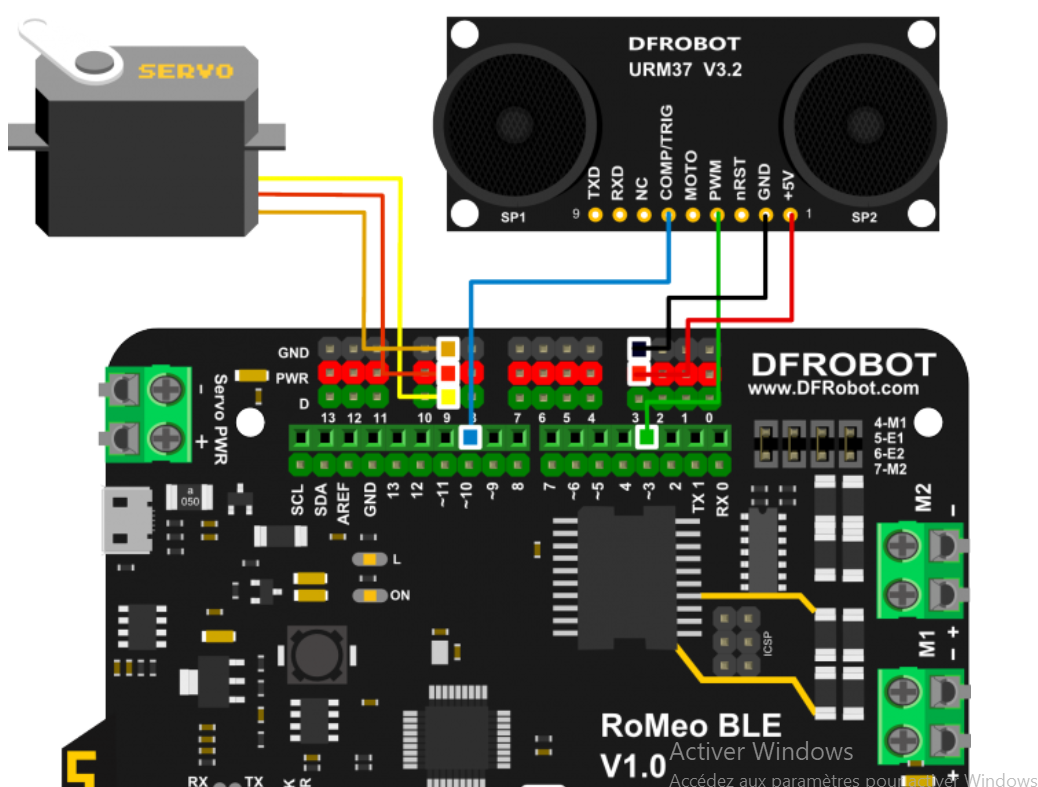 SERVO
DFROBOT
URM37 V3.2
TXD
RXD
NC
COMP/TRIG
MOTO
PWM
nRST
GND
+5V
SP1
9
1
SP2
GND
PWR
D
13 12 11 10 9 8 7 6 5 4 3 2 1 0
DFROBOT
www.DFRobot.com
Servo PWR
-
+
4-M1
5-E1
6-E2
7-M2
SCL
SDA
AREF
GND
13
12
~11
~10
~9
8
7
~6
~5
4
~3
2
TX 1
RX 0
a
050
L
ON
M2
-
+
M1
-
+
ICSP
RoMeo BLE
V1.0
RX
TX
K
R
S
Activer Windows
Accédez aux paramètres pour activer Windows